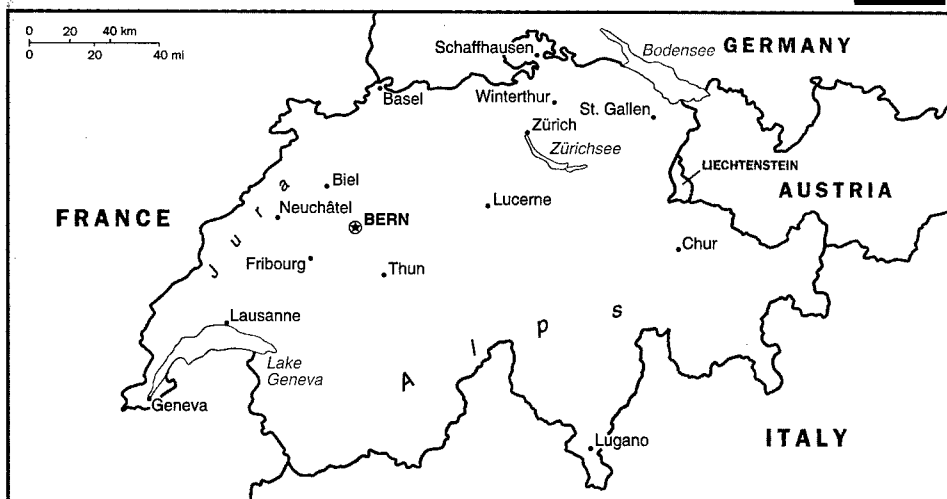 0 20 40 km
0 20 40 mi
Schaffhausen
Bodensee
GERMANY
Basel
Winterthur
St. Gallen
Zürich
Zürichsee
LIECHTENSTEIN
AUSTRIA
Biel
Jura
Neuchâtel
BERN
Lucerne
FRANCE
Fribourg
Thun
Chur
Lausanne
Alps
Lake
Geneva
Geneva
Lugano
ITALY